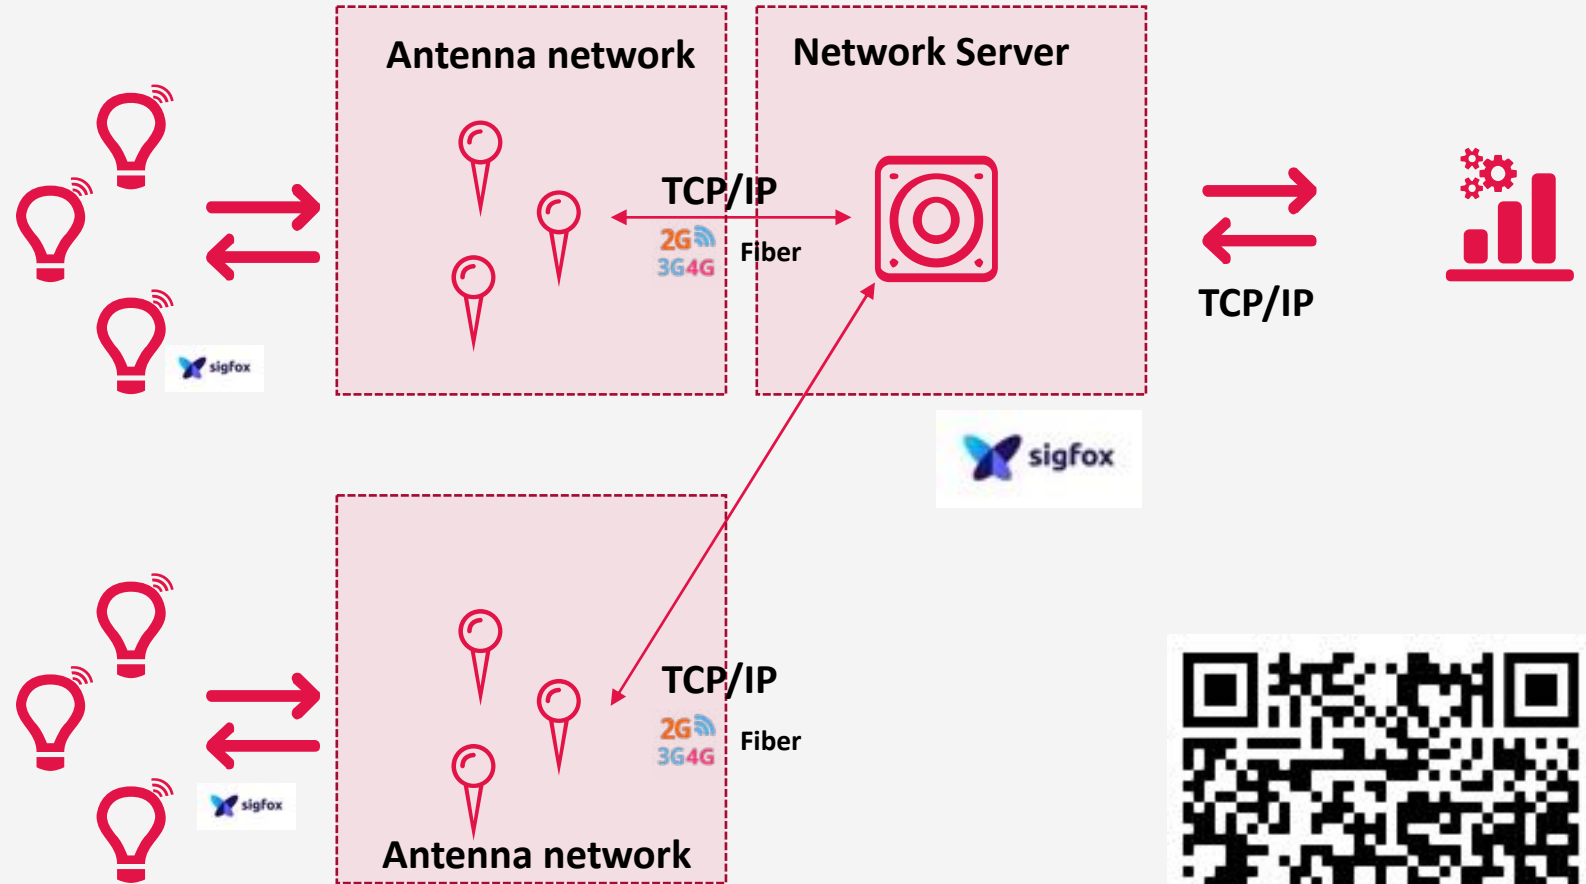 Antenna network
Network Server
TCP/IP
2G
3G4G
Fiber
TCP/IP
sigfox
sigfox
TCP/IP
2G
3G4G
Fiber
sigfox
Antenna network